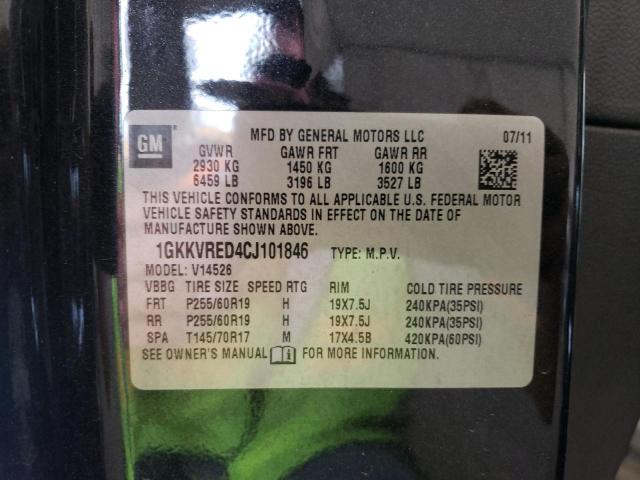 GM MFD BY GENERAL MOTORS LLC 07/11
GVWR GAWR FRT GAWR RR
2930 KG 1450 KG 1600 KG
6459 LB 3196 LB 3527 LB
THIS VEHICLE CONFORMS TO ALL APPLICABLE U.S. FEDERAL MOTOR
VEHICLE SAFETY STANDARDS IN EFFECT ON THE DATE OF
MANUFACTURE SHOWN ABOVE.
1GKKVRED4CJ101846 TYPE: M.P.V.
MODEL: V14526
VBBG TIRE SIZE SPEED RTG RIM COLD TIRE PRESSURE
FRT P255/60R19 H 19X7.5J 240KPA(35PSI)
RR P255/60R19 H 19X7.5J 240KPA(35PSI)
SPA T145/70R17 M 17X4.5B 420KPA(60PSI)
SEE OWNER'S MANUAL FOR MORE INFORMATION.